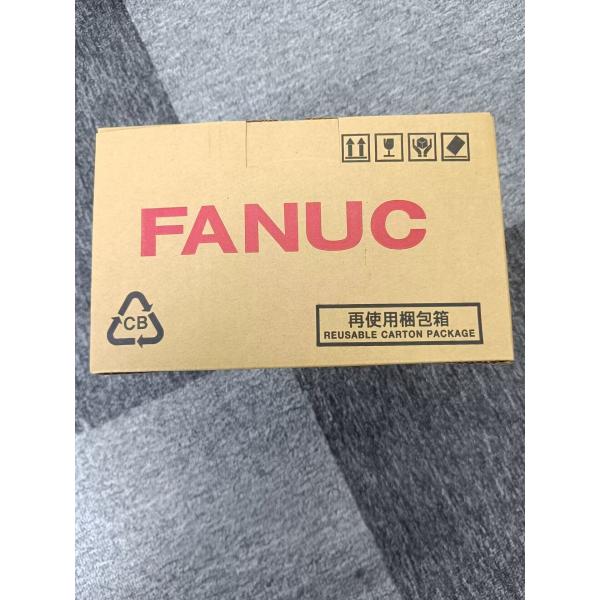 FANUC
CB
再使用梱包箱
REUSABLE CARTON PACKAGE